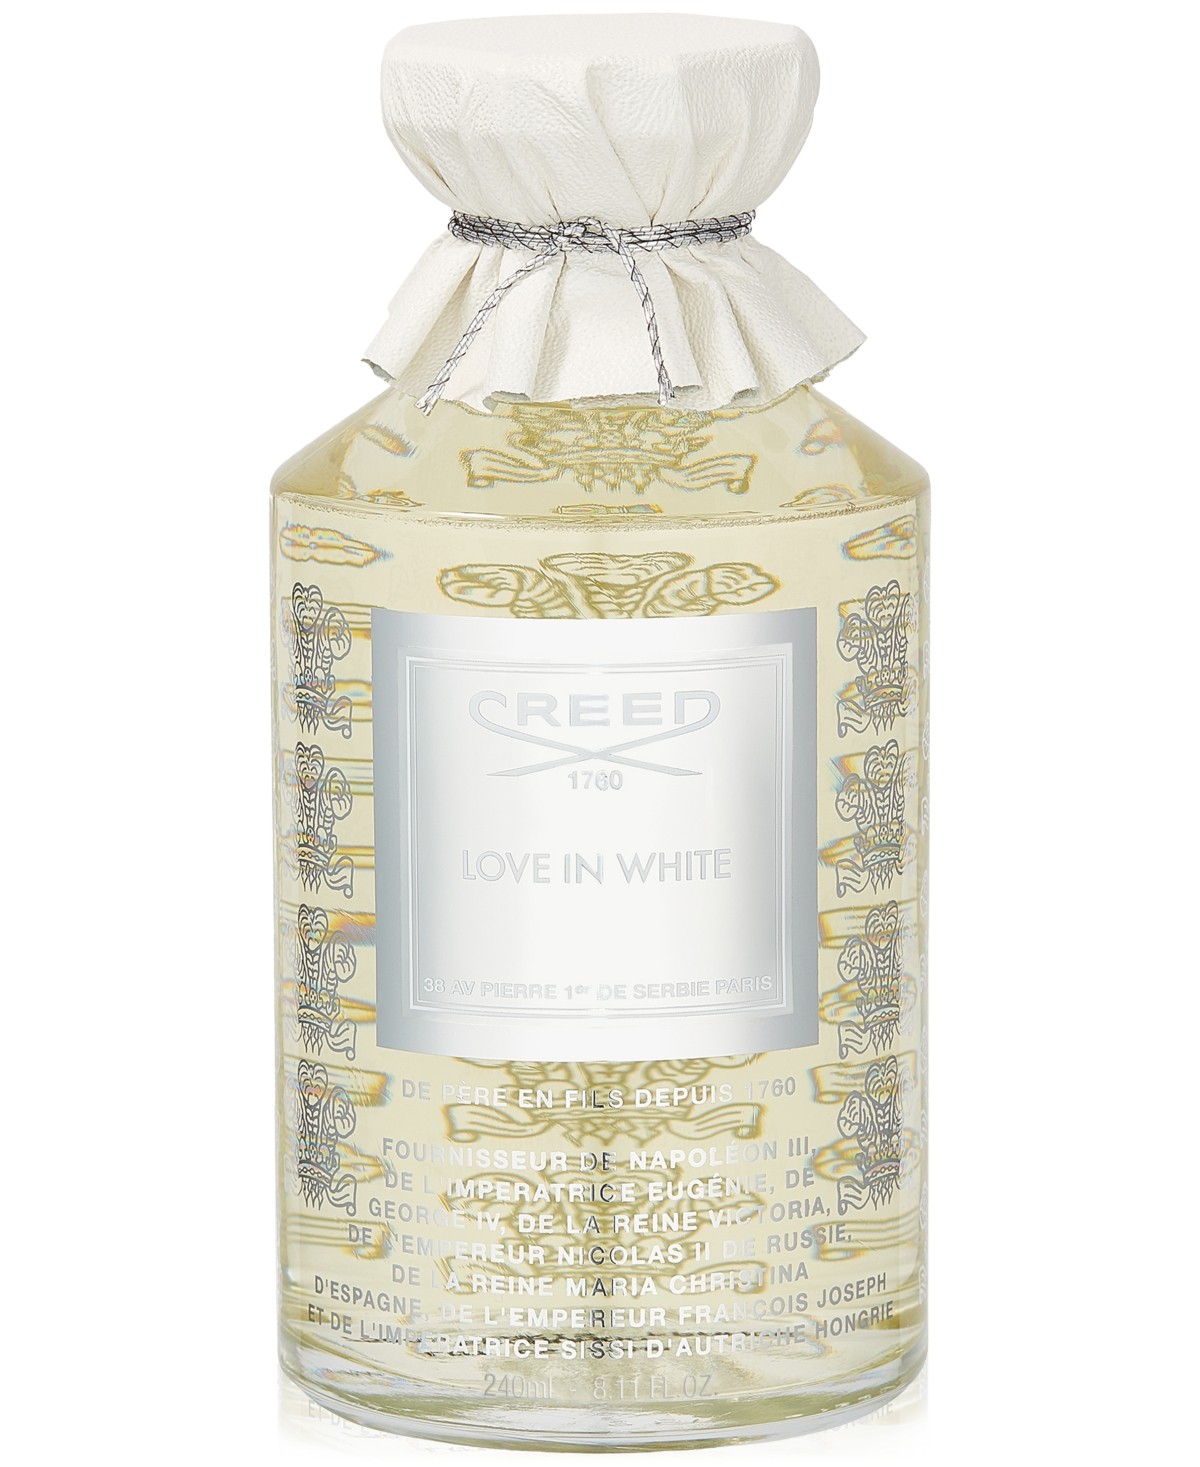 CREED
1760
LOVE IN WHITE
38 AV PIERRE 1er DE SERBIE PARIS
DE PERE EN FILS DEPUIS 1760
FOURNISSEUR DE NAPOLÉON III,
DE L'IMPERATRICE EUGÉNIE, DE
GEORGE IV, DE LA REINE VICTORIA,
DE L'EMPEREUR NICOLAS II DE RUSSIE,
DE LA REINE MARIA CHRISTINA
D'ESPAGNE, DE L'EMPEREUR FRANÇOIS JOSEPH
ET DE L'IMPERATRICE SISSI D'AUTRICHE HONGRIE
240ml - 8.11 FL.OZ.